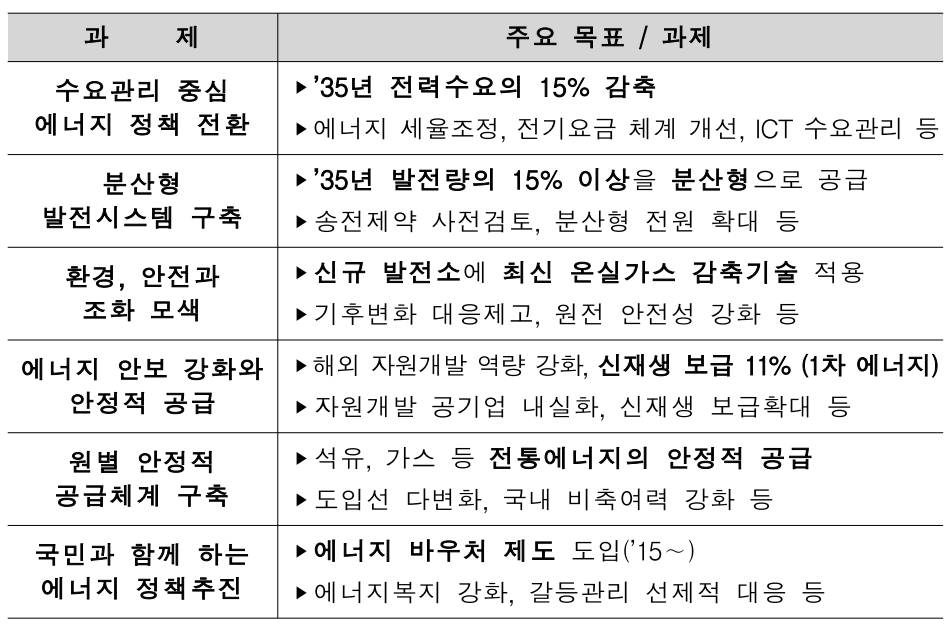 과 제 주요 목표 / 과제
수요관리 중심
에너지 정책 전환
▶’35년 전력수요의 15% 감축
▶에너지 세율조정, 전기요금 체계 개선, ICT 수요관리 등
분산형
발전시스템 구축
▶’35년 발전량의 15% 이상을 분산형으로 공급
▶송전제약 사전검토, 분산형 전원 확대 등
환경, 안전과
조화 모색
▶신규 발전소에 최신 온실가스 감축기술 적용
▶기후변화 대응제고, 원전 안전성 강화 등
에너지 안보 강화와
안정적 공급
▶해외 자원개발 역량 강화, 신재생 보급 11% (1차 에너지)
▶자원개발 공기업 내실화, 신재생 보급확대 등
원별 안정적
공급체계 구축
▶석유, 가스 등 전통에너지의 안정적 공급
▶도입선 다변화, 국내 비축여력 강화 등
국민과 함께 하는
에너지 정책추진
▶에너지 바우처 제도 도입(’15～)
▶에너지복지 강화, 갈등관리 선제적 대응 등